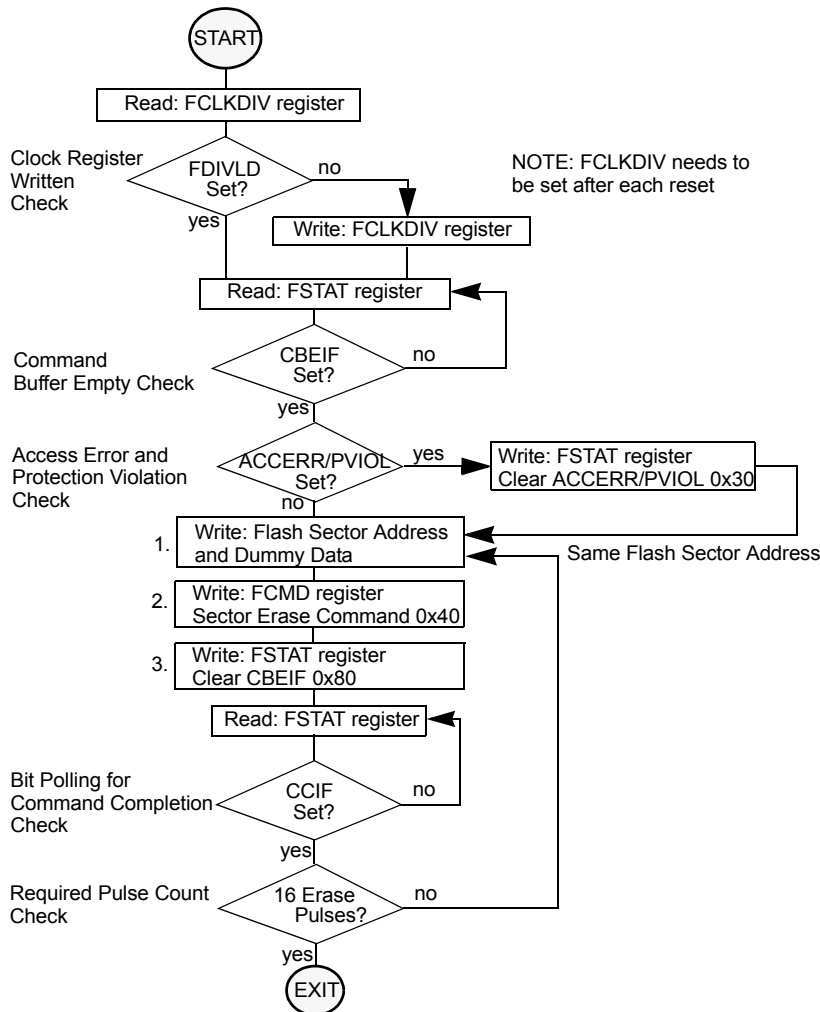 START
Read: FCLKDIV register
Clock Register
Written
Check
FDIVLD
Set?
no
yes
NOTE: FCLKDIV needs to
be set after each reset
Write: FCLKDIV register
Read: FSTAT register
Command
Buffer Empty Check
CBEIF
Set?
no
yes
Access Error and
Protection Violation
Check
ACCERR/PVIOL
Set?
yes
no
Write: FSTAT register
Clear ACCERR/PVIOL 0x30
1.
Write: Flash Sector Address
and Dummy Data
Same Flash Sector Address
2.
Write: FCMD register
Sector Erase Command 0x40
3.
Write: FSTAT register
Clear CBEIF 0x80
Read: FSTAT register
Bit Polling for
Command Completion
Check
CCIF
Set?
no
yes
Required Pulse Count
Check
16 Erase
Pulses?
no
yes
EXIT